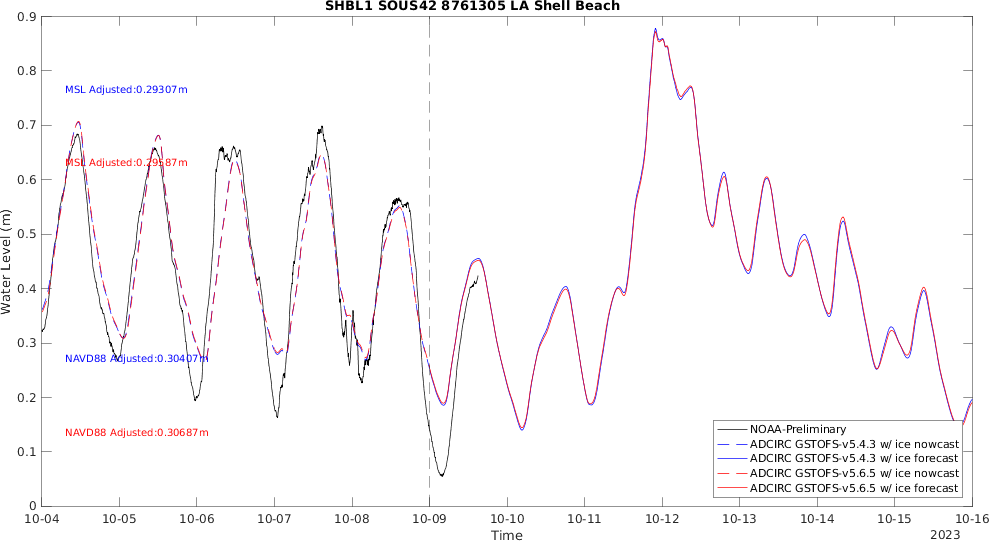 SHBL1 SOUS42 8761305 LA Shell Beach
Water Level (m)
0.9
0.8
0.7
0.6
0.5
0.4
0.3
0.2
0.1
0
MSL Adjusted:0.29307m
MSL Adjusted:0.29587m
NAVD88 Adjusted:0.30407m
NAVD88 Adjusted:0.30687m
NOAA-Preliminary
ADCIRC GSTOFS-v5.4.3 w/ ice nowcast
ADCIRC GSTOFS-v5.4.3 w/ ice forecast
ADCIRC GSTOFS-v5.6.5 w/ ice nowcast
ADCIRC GSTOFS-v5.6.5 w/ ice forecast
10-04 10-05 10-06 10-07 10-08 10-09 10-10 10-11 10-12 10-13 10-14 10-15 10-16
Time
2023